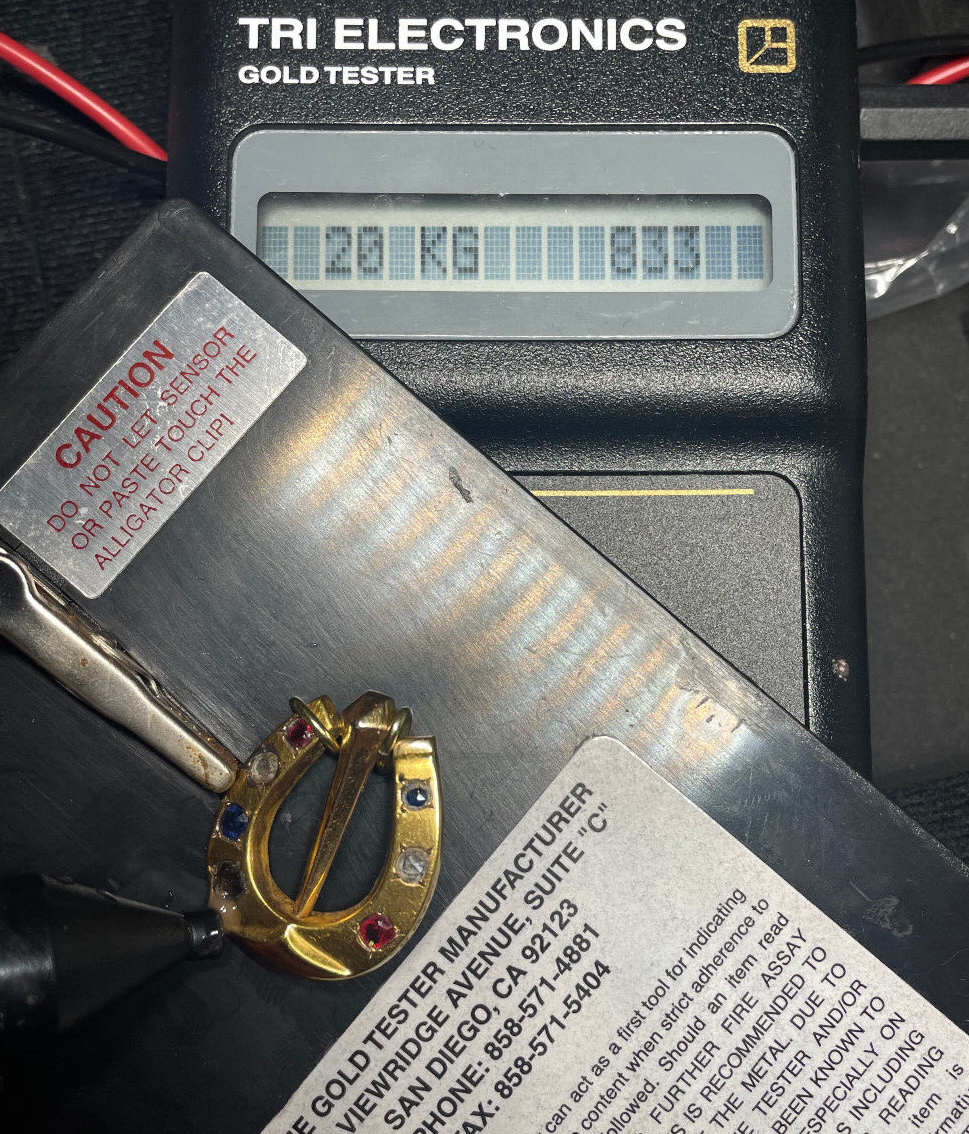 TRI ELECTRONICS
GOLD TESTER
20 KG 833
CAUTION
DO NOT LET SENSOR
OR PASTE TOUCH THE
ALLIGATOR CLIP!
E GOLD TESTER MANUFACTURER
VIEWRIDGE AVENUE, SUITE "C"
SAN DIEGO, CA 92123
PHONE: 858-571-4881
FAX: 858-571-5404
can act as a first tool for indicating
content when strict adherence to
ollowed. Should an item read
FURTHER FIRE ASSAY
IS RECOMMENDED TO
THE METAL DUE TO
TESTER AND/OR
BEEN KNOWN TO
ESPECIALLY ON
INCLUDING
READING
item is